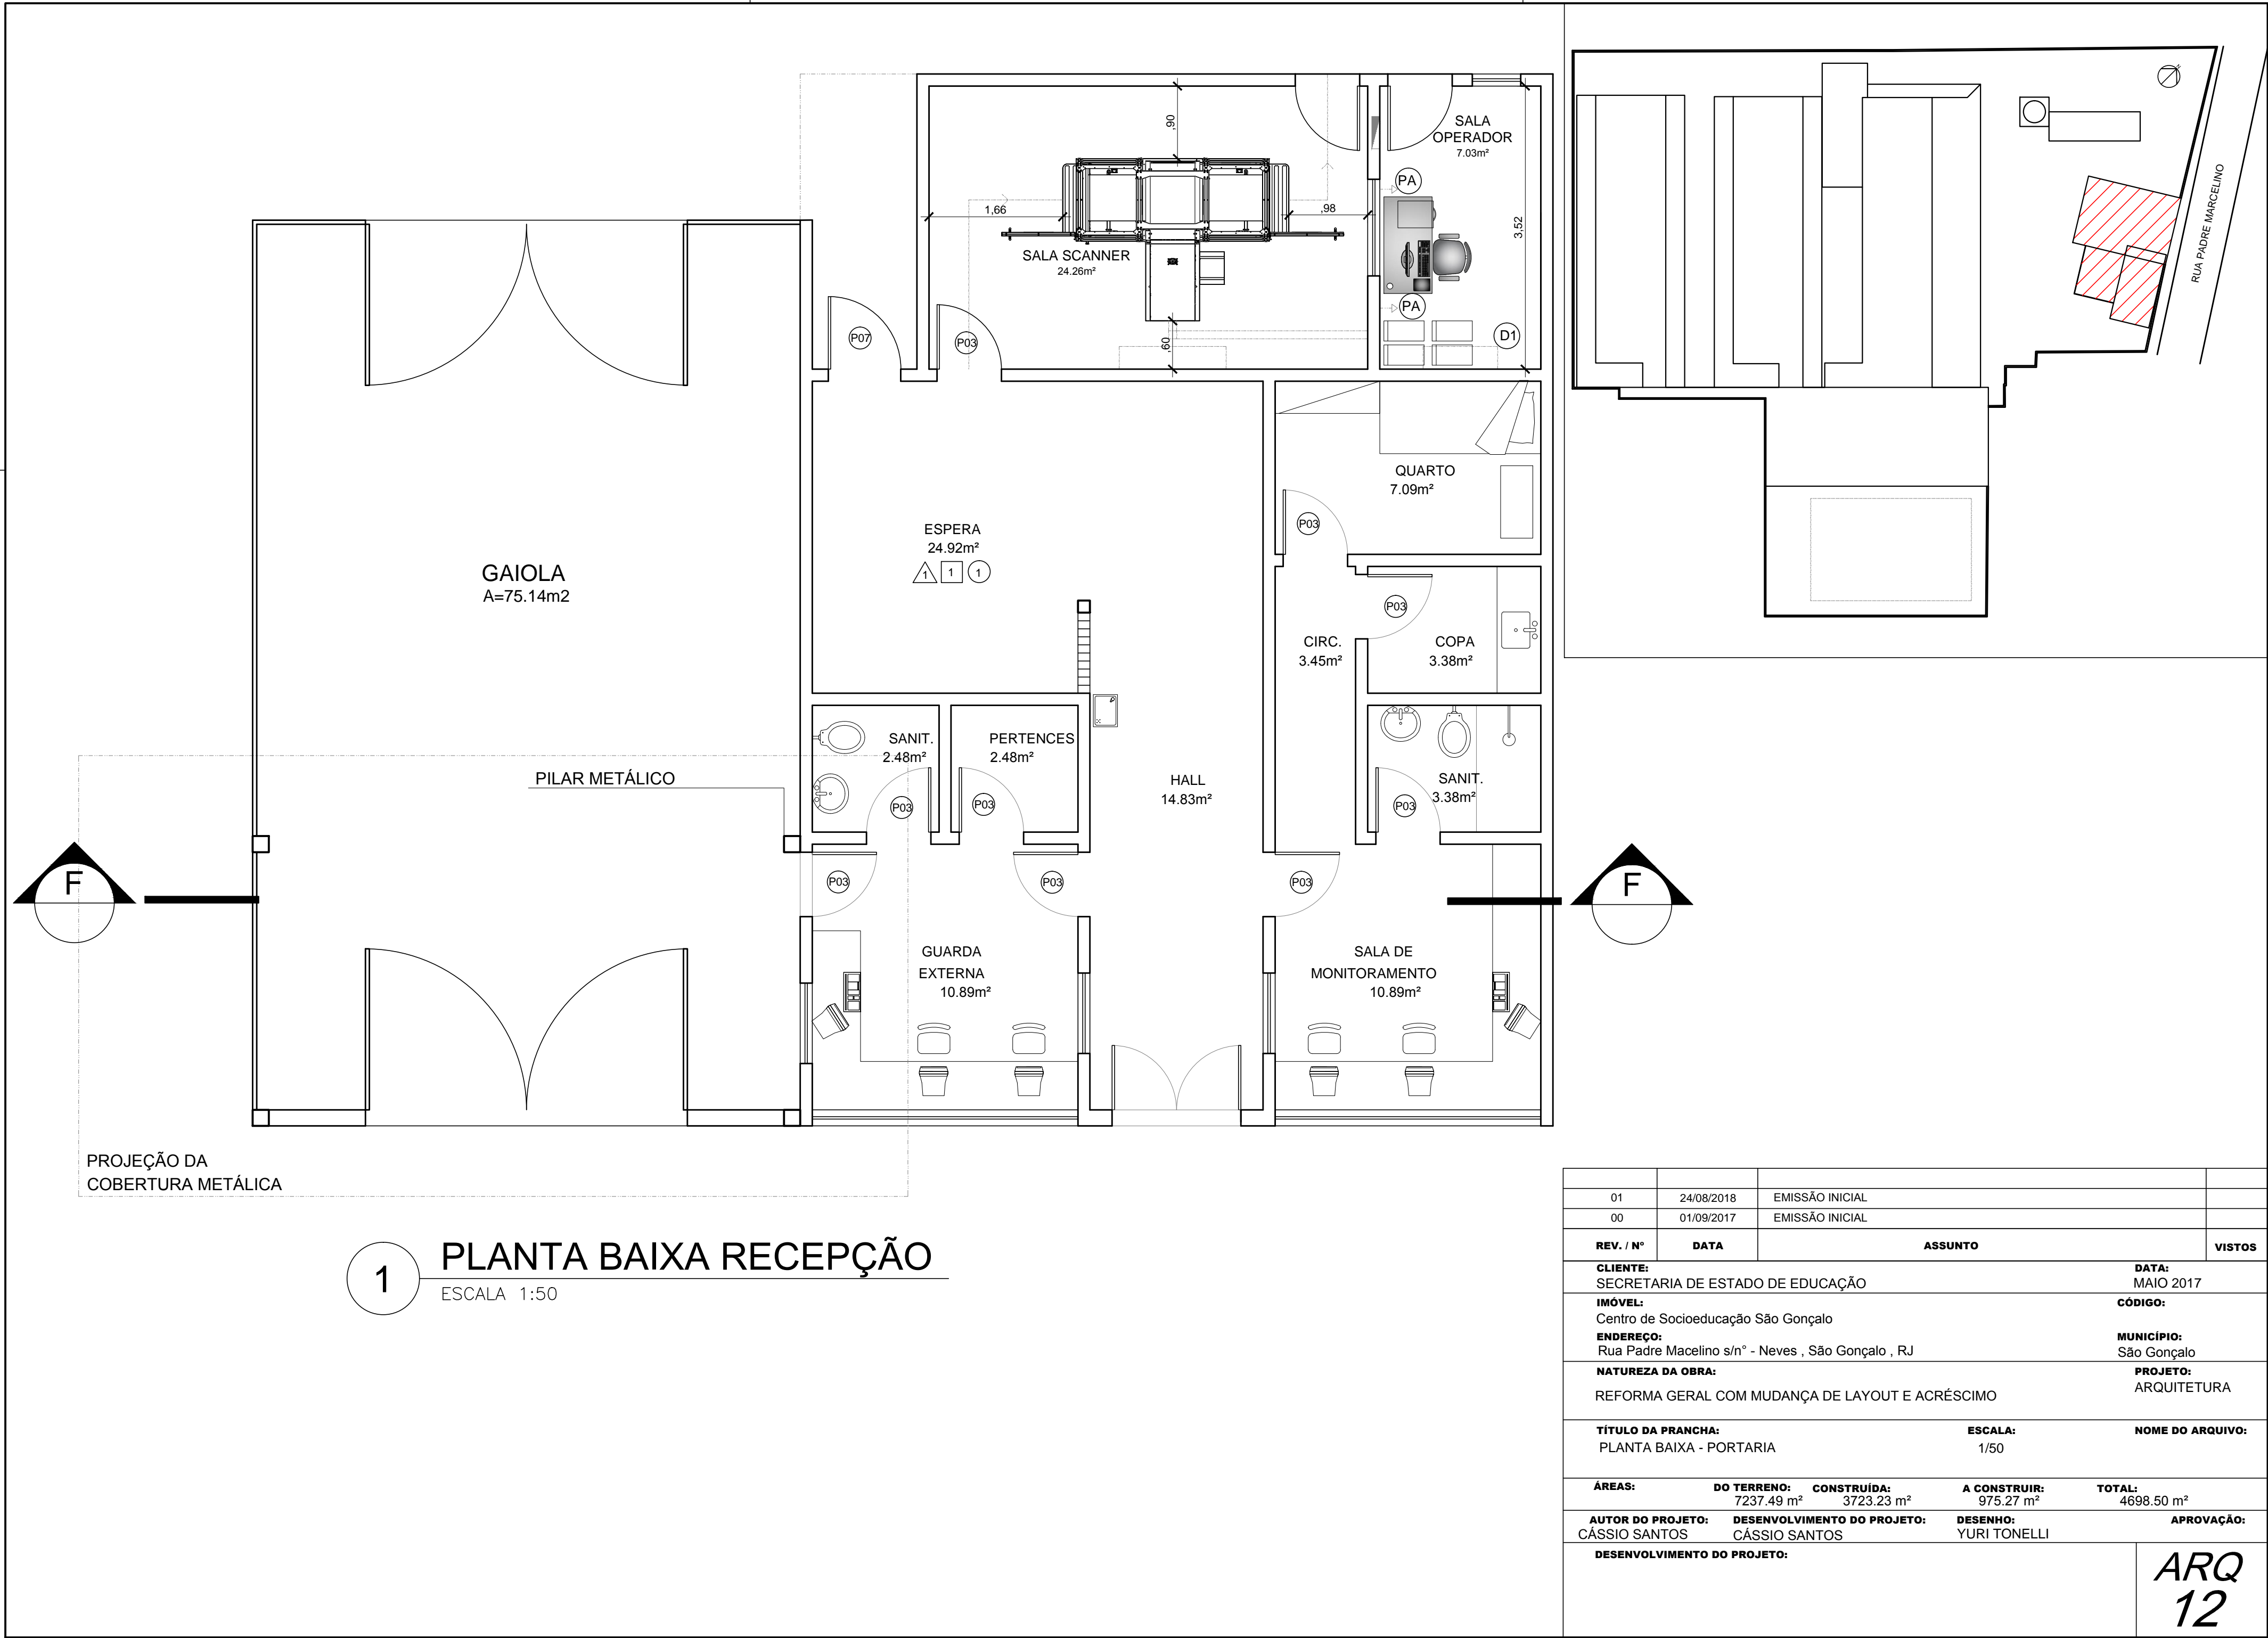 SALA
OPERADOR
7.03m²
,90
PA
1,66
,98
3,52
SALA SCANNER
24.26m²
PA
D1
P07
P03
,60
RUA PADRE MARCELINO
QUARTO
7.09m²
P03
ESPERA
24.92m²
1 1 1
GAIOLA
A=75.14m2
P03
CIRC.
3.45m²
COPA
3.38m²
SANIT.
2.48m²
PERTENCES
2.48m²
PILAR METÁLICO
HALL
14.83m²
SANIT.
3.38m²
P03
P03
P03
F
P03
P03
P03
F
GUARDA
EXTERNA
10.89m²
SALA DE
MONITORAMENTO
10.89m²
PROJEÇÃO DA
COBERTURA METÁLICA
1
PLANTA BAIXA RECEPÇÃO
ESCALA 1:50
01 24/08/2018 EMISSÃO INICIAL
00 01/09/2017 EMISSÃO INICIAL
REV. / Nº DATA ASSUNTO VISTOS
CLIENTE: DATA:
SECRETARIA DE ESTADO DE EDUCAÇÃO MAIO 2017
IMÓVEL: CÓDIGO:
Centro de Socioeducação São Gonçalo
ENDEREÇO: MUNICÍPIO:
Rua Padre Macelino s/n° - Neves , São Gonçalo , RJ São Gonçalo
NATUREZA DA OBRA: PROJETO:
REFORMA GERAL COM MUDANÇA DE LAYOUT E ACRÉSCIMO ARQUITETURA
TÍTULO DA PRANCHA: ESCALA: NOME DO ARQUIVO:
PLANTA BAIXA - PORTARIA 1/50
ÁREAS: DO TERRENO: CONSTRUÍDA: A CONSTRUIR: TOTAL:
7237.49 m² 3723.23 m² 975.27 m² 4698.50 m²
AUTOR DO PROJETO: DESENVOLVIMENTO DO PROJETO: DESENHO: APROVAÇÃO:
CÁSSIO SANTOS CÁSSIO SANTOS YURI TONELLI
DESENVOLVIMENTO DO PROJETO:
ARQ
12